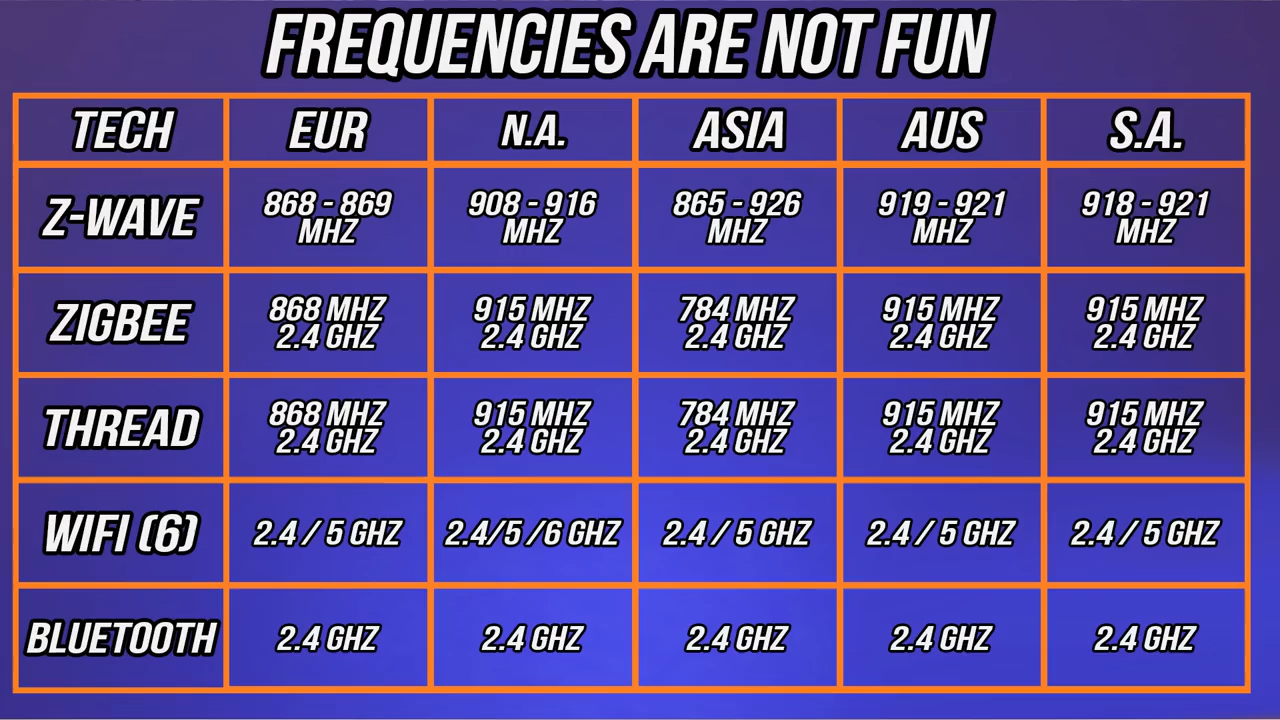 FREQUENCIES ARE NOT FUN
TECH EUR N.A. ASIA AUS S.A.
Z-WAVE 868 - 869 MHZ 908 - 916 MHZ 865 - 926 MHZ 919 - 921 MHZ 918 - 921 MHZ
ZIGBEE 868 MHZ 2.4 GHZ 915 MHZ 2.4 GHZ 784 MHZ 2.4 GHZ 915 MHZ 2.4 GHZ 915 MHZ 2.4 GHZ
THREAD 868 MHZ 2.4 GHZ 915 MHZ 2.4 GHZ 784 MHZ 2.4 GHZ 915 MHZ 2.4 GHZ 915 MHZ 2.4 GHZ
WIFI (6) 2.4 / 5 GHZ 2.4/5 /6 GHZ 2.4 / 5 GHZ 2.4 / 5 GHZ 2.4 / 5 GHZ
BLUETOOTH 2.4 GHZ 2.4 GHZ 2.4 GHZ 2.4 GHZ 2.4 GHZ